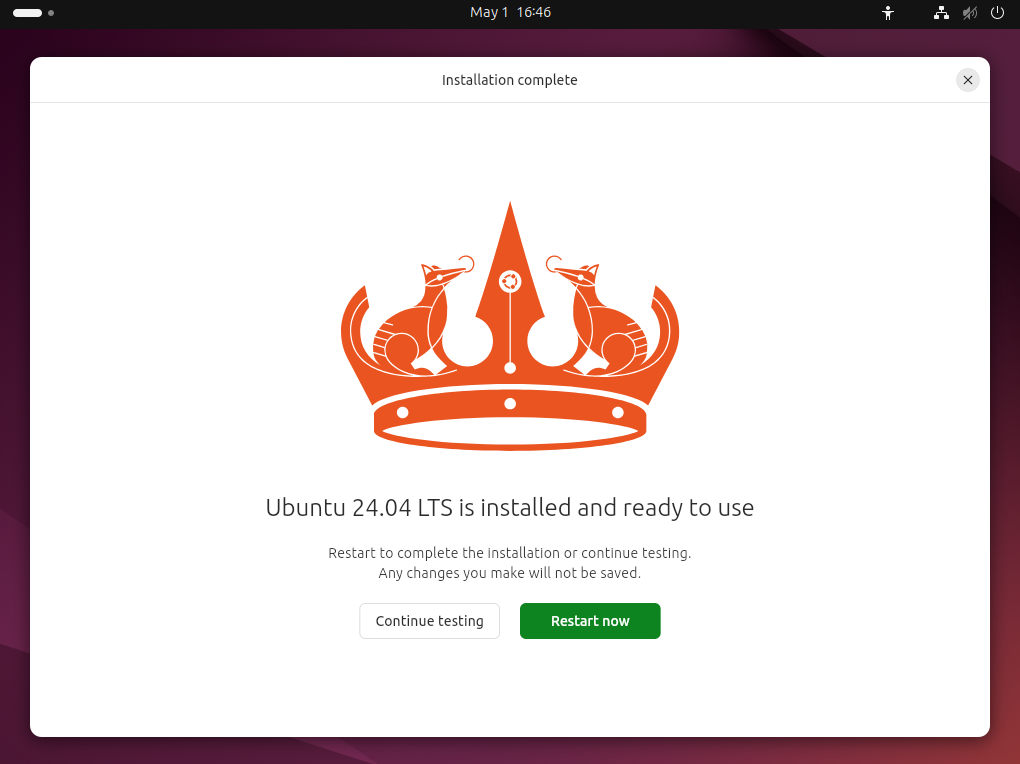 May 1 16:46
Installation complete
Ubuntu 24.04 LTS is installed and ready to use
Restart to complete the installation or continue testing.
Any changes you make will not be saved.
Continue testing
Restart now